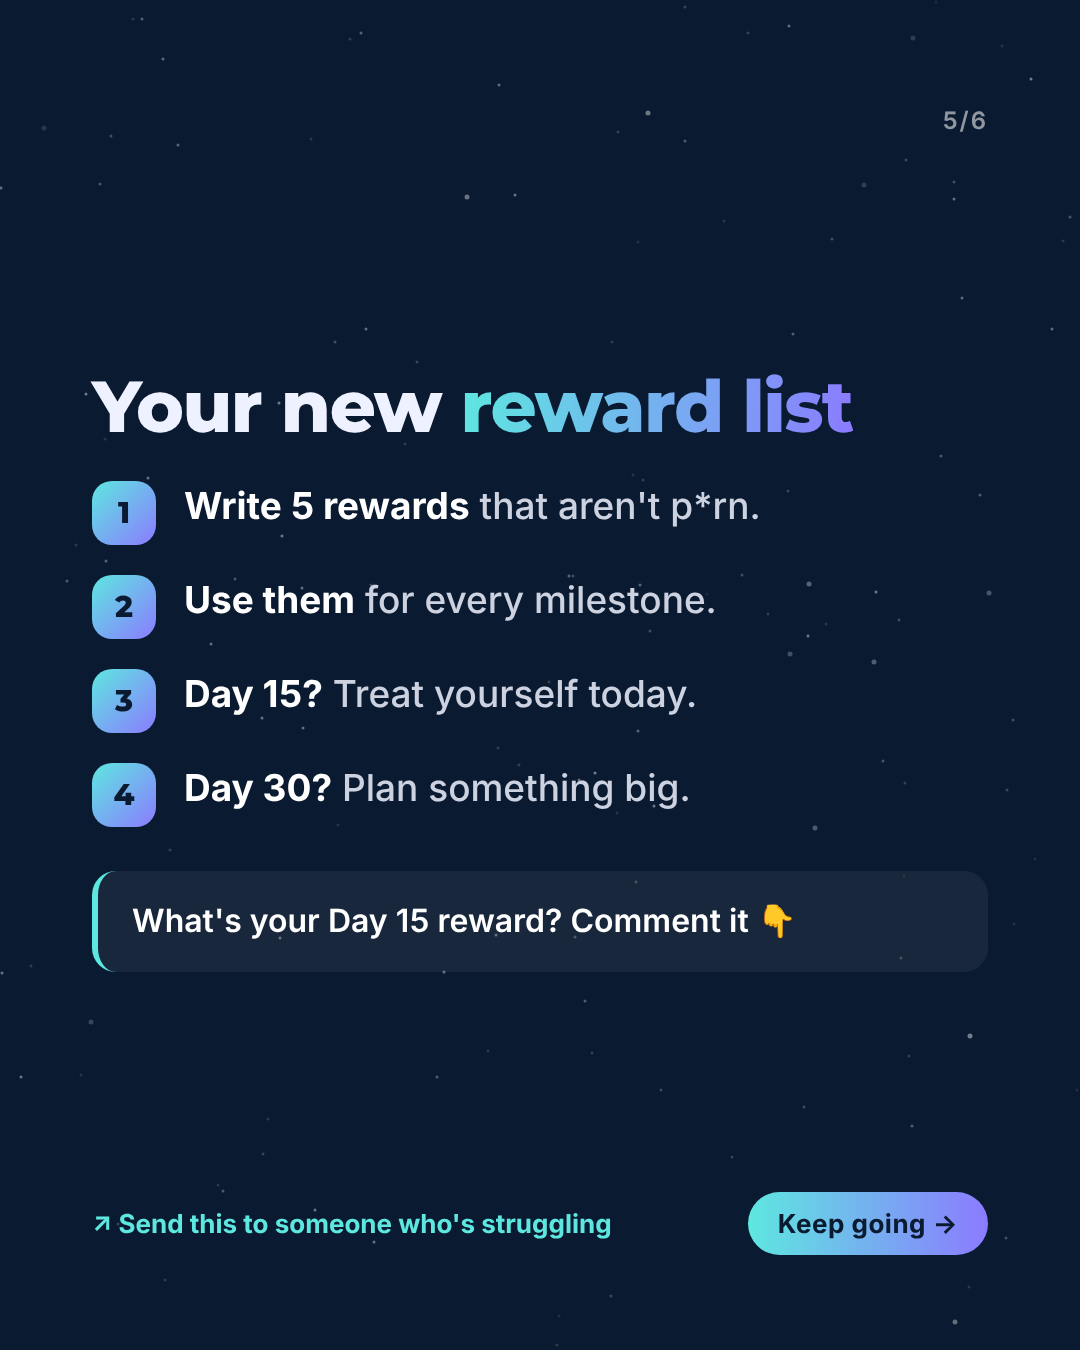 5/6
Your new reward list
1 Write 5 rewards that aren't p*rn.
2 Use them for every milestone.
3 Day 15? Treat yourself today.
4 Day 30? Plan something big.
What's your Day 15 reward? Comment it 👇
↗ Send this to someone who's struggling
Keep going →